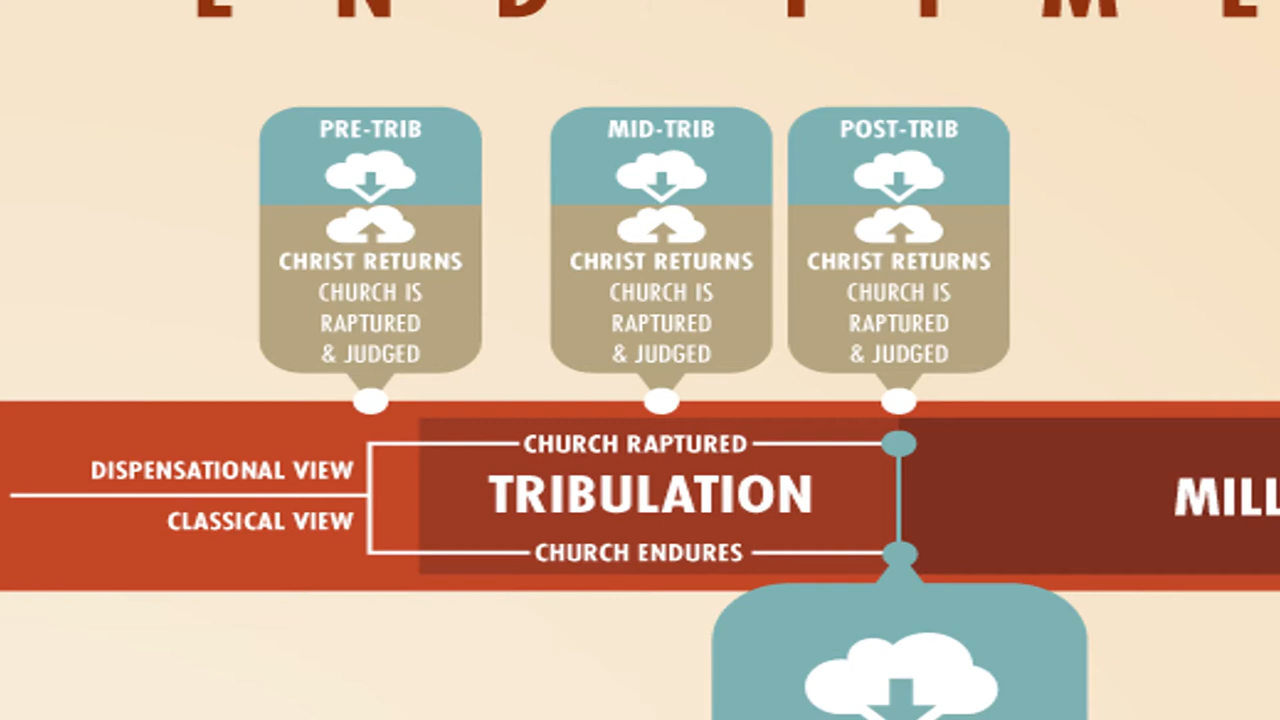 PRE-TRIB
CHRIST RETURNS
CHURCH IS
RAPTURED
& JUDGED
MID-TRIB
CHRIST RETURNS
CHURCH IS
RAPTURED
& JUDGED
POST-TRIB
CHRIST RETURNS
CHURCH IS
RAPTURED
& JUDGED
DISPENSATIONAL VIEW
CLASSICAL VIEW
CHURCH RAPTURED
TRIBULATION
CHURCH ENDURES
MILL